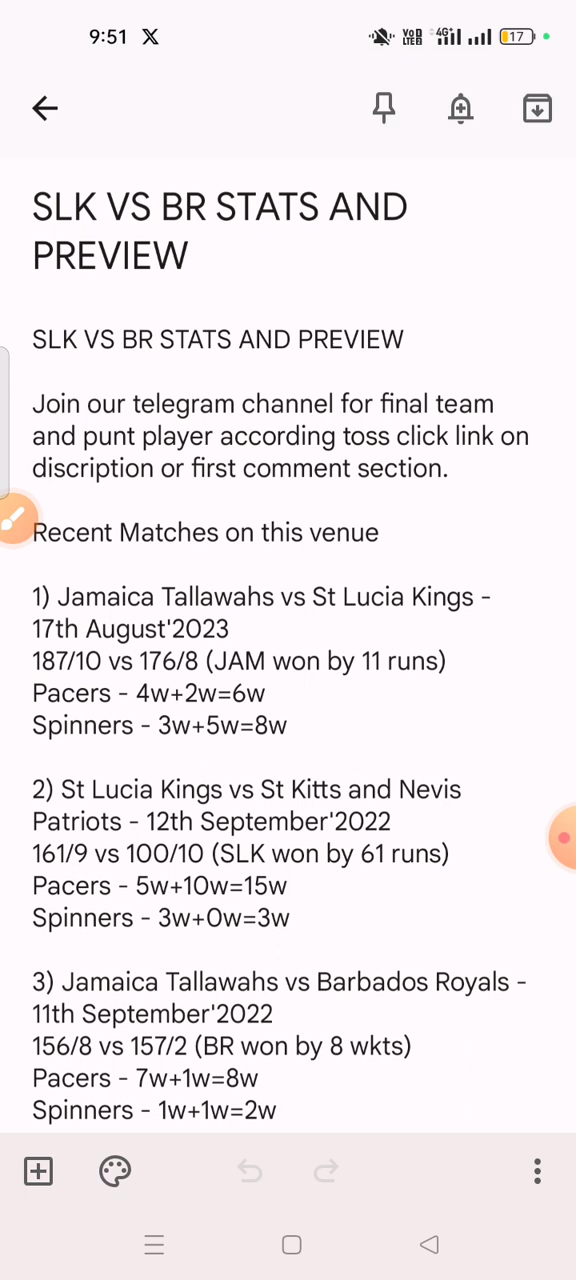 9:51 X VoD LTE2 4G+ 17
SLK VS BR STATS AND
PREVIEW
SLK VS BR STATS AND PREVIEW
Join our telegram channel for final team
and punt player according toss click link on
discription or first comment section.
Recent Matches on this venue
1) Jamaica Tallawahs vs St Lucia Kings -
17th August'2023
187/10 vs 176/8 (JAM won by 11 runs)
Pacers - 4w+2w=6w
Spinners - 3w+5w=8w
2) St Lucia Kings vs St Kitts and Nevis
Patriots - 12th September'2022
161/9 vs 100/10 (SLK won by 61 runs)
Pacers - 5w+10w=15w
Spinners - 3w+0w=3w
3) Jamaica Tallawahs vs Barbados Royals -
11th September'2022
156/8 vs 157/2 (BR won by 8 wkts)
Pacers - 7w+1w=8w
Spinners - 1w+1w=2w